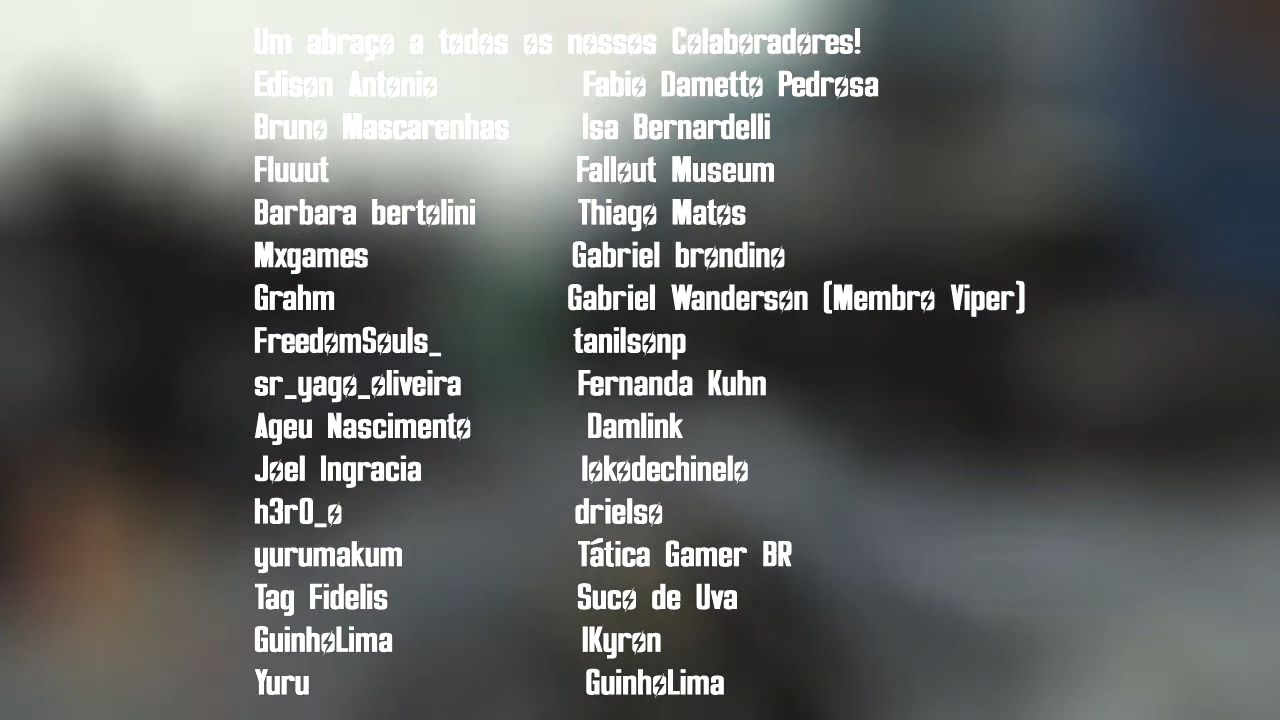 Um abraço a todos os nossos Colaboradores!
Edison Antonio Fabio Dametto Pedrosa
Bruno Mascarenhas Isa Bernardelli
Fluuut Fallout Museum
Barbara bertolini Thiago Matos
Mxgames Gabriel brondino
Grahm Gabriel Wanderson (Membro Viper)
FreedomSouls_ tanilsonp
sr_yago_oliveira Fernanda Kuhn
Ageu Nascimento Damlink
Joel Ingracia lokodechinelo
h3r0_o drielso
yurumakum Tática Gamer BR
Tag Fidelis Suco de Uva
GuinhoLima IKyron
Yuru GuinhoLima